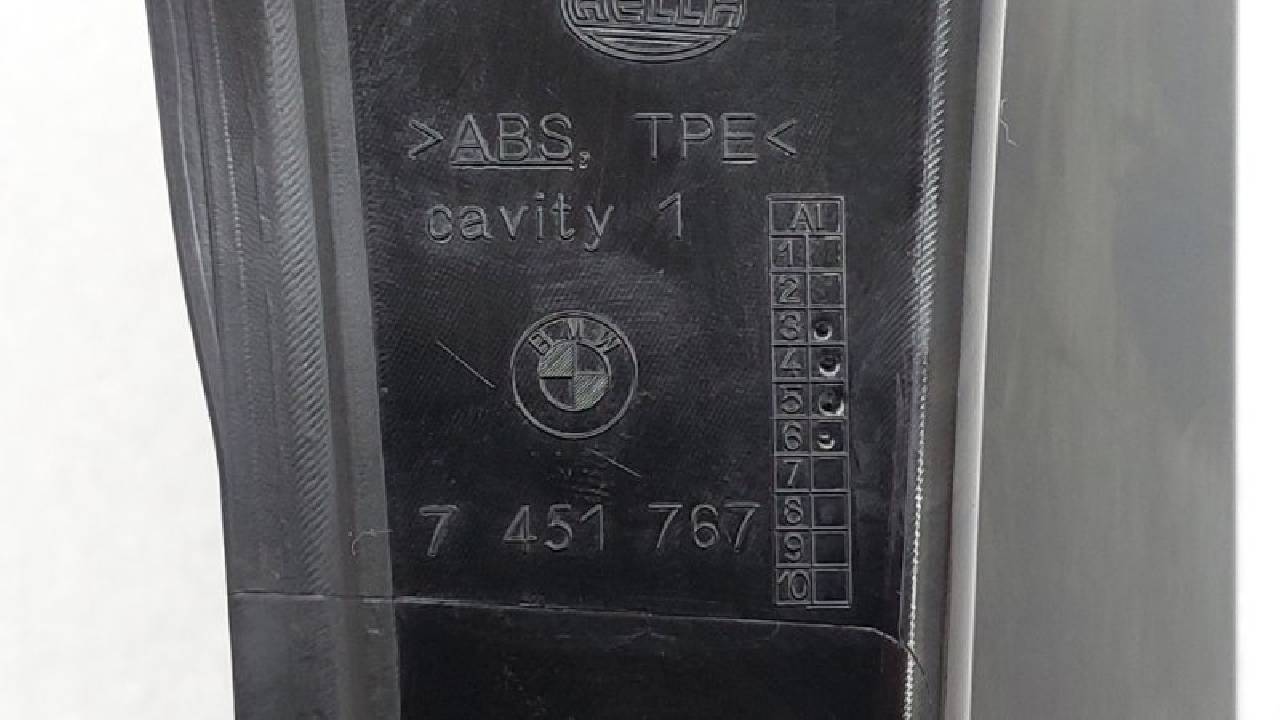 HELLA
>ABS, TPE<
cavity 1
AI
1
2
3
4
5
6
7
8
9
10
BMW
7 451 767